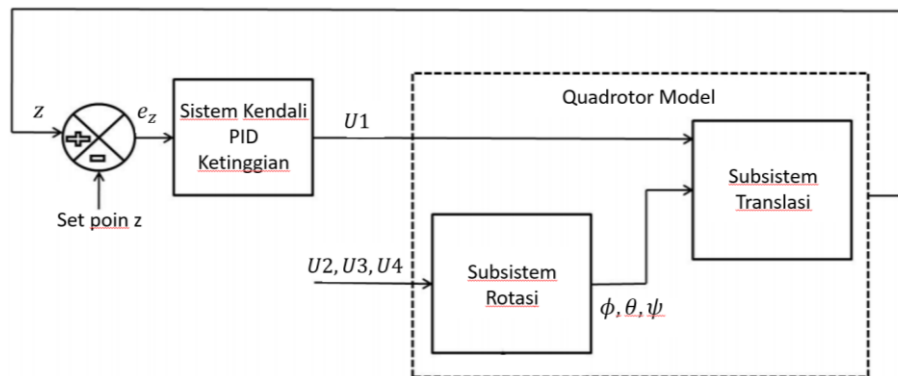 Quadrotor Model
z
e_z
Sistem Kendali
PID
Ketinggian
U1
Subsistem
Translasi
Set poin z
U2, U3, U4
Subsistem
Rotasi
ϕ, θ, ψ